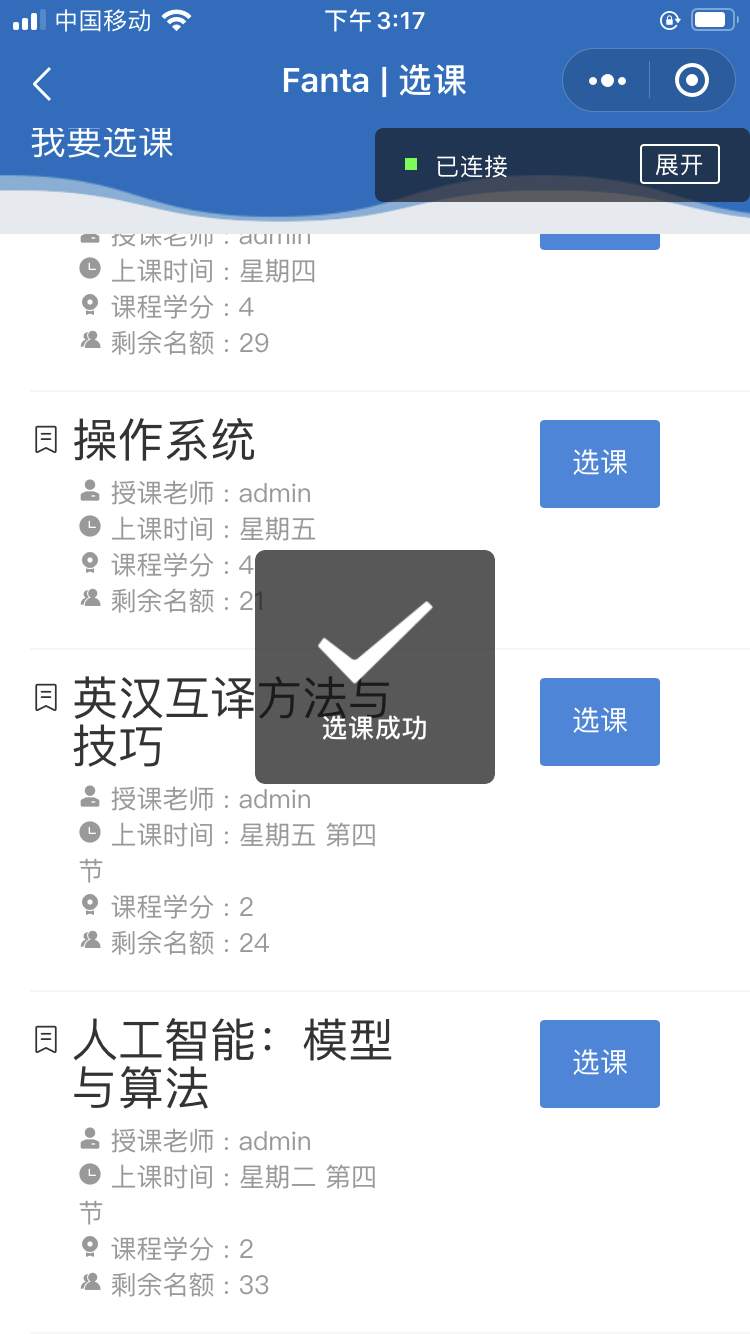 中国移动 下午3:17
Fanta | 选课
我要选课
已连接 展开
授课老师：admin
上课时间：星期四
课程学分：4
剩余名额：29
操作系统 选课
授课老师：admin
上课时间：星期五
课程学分：4
剩余名额：21
英汉互译方法与 选课
技巧
选课成功
授课老师：admin
上课时间：星期五 第四
节
课程学分：2
剩余名额：24
人工智能：模型 选课
与算法
授课老师：admin
上课时间：星期二 第四
节
课程学分：2
剩余名额：33